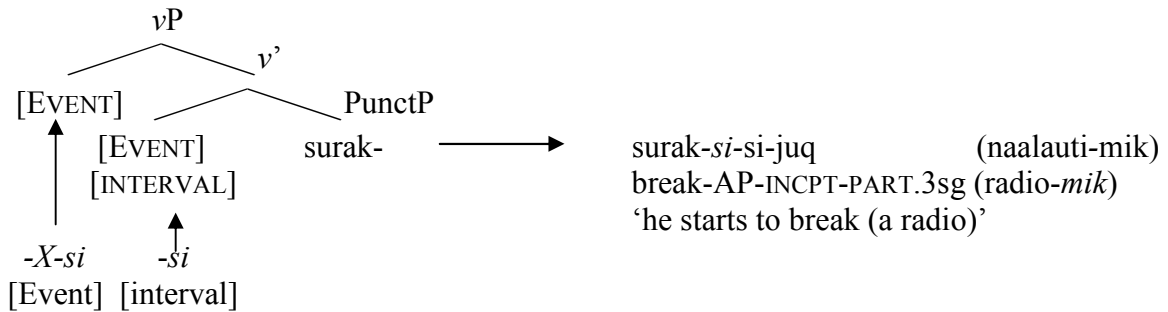 vP
v’
[EVENT] PunctP
[EVENT] surak- surak-si-si-juq (naalauti-mik)
[INTERVAL] break-AP-INCPT-PART.3sg (radio-mik)
‘he starts to break (a radio)’
-X-si -si
[Event] [interval]